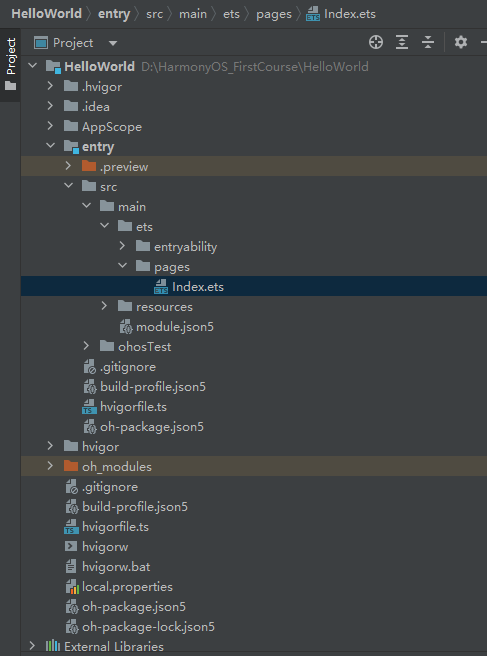 HelloWorld 〉 entry 〉 src 〉 main 〉 ets 〉 pages 〉 Index.ets
Project
Project
HelloWorld D:\HarmonyOS_FirstCourse\HelloWorld
.hvigor
.idea
AppScope
entry
.preview
src
main
ets
entryability
pages
Index.ets
resources
module.json5
ohosTest
.gitignore
build-profile.json5
hvigorfile.ts
oh-package.json5
hvigor
oh_modules
.gitignore
build-profile.json5
hvigorfile.ts
hvigorw
hvigorw.bat
local.properties
oh-package.json5
oh-package-lock.json5
External Libraries